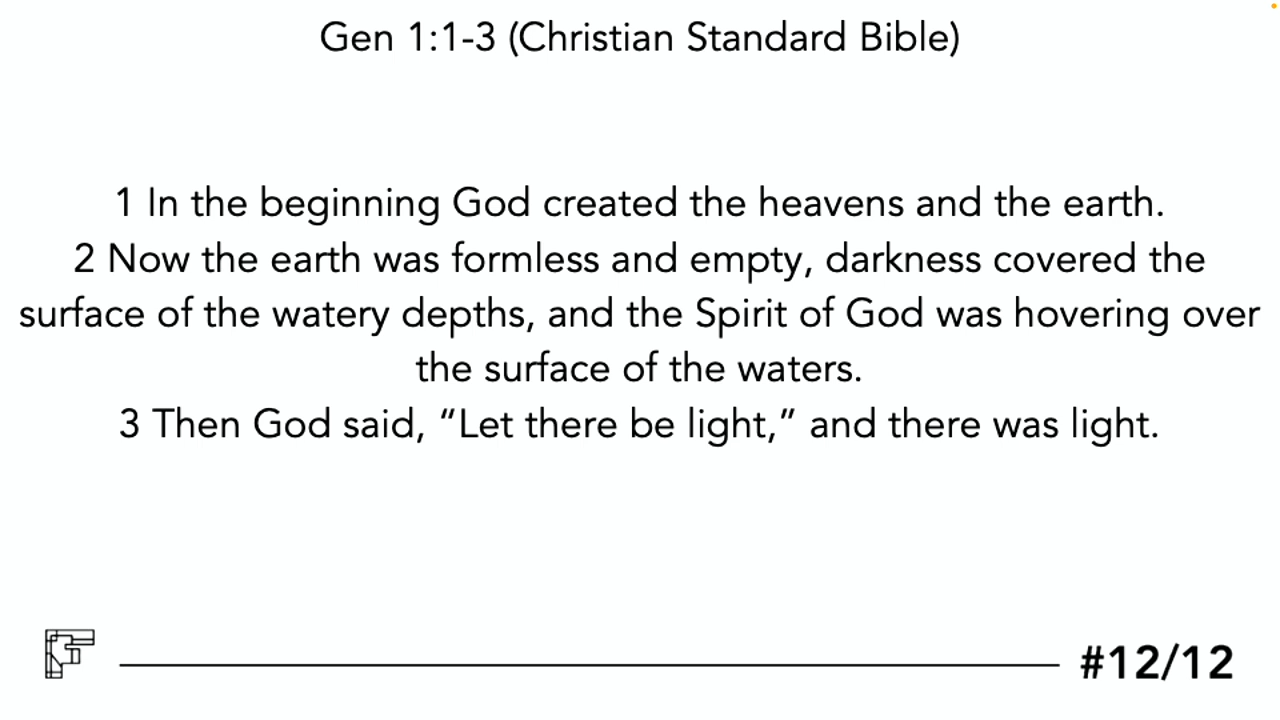 Gen 1:1-3 (Christian Standard Bible)
1 In the beginning God created the heavens and the earth.
2 Now the earth was formless and empty, darkness covered the
surface of the watery depths, and the Spirit of God was hovering over
the surface of the waters.
3 Then God said, “Let there be light,” and there was light.
#12/12